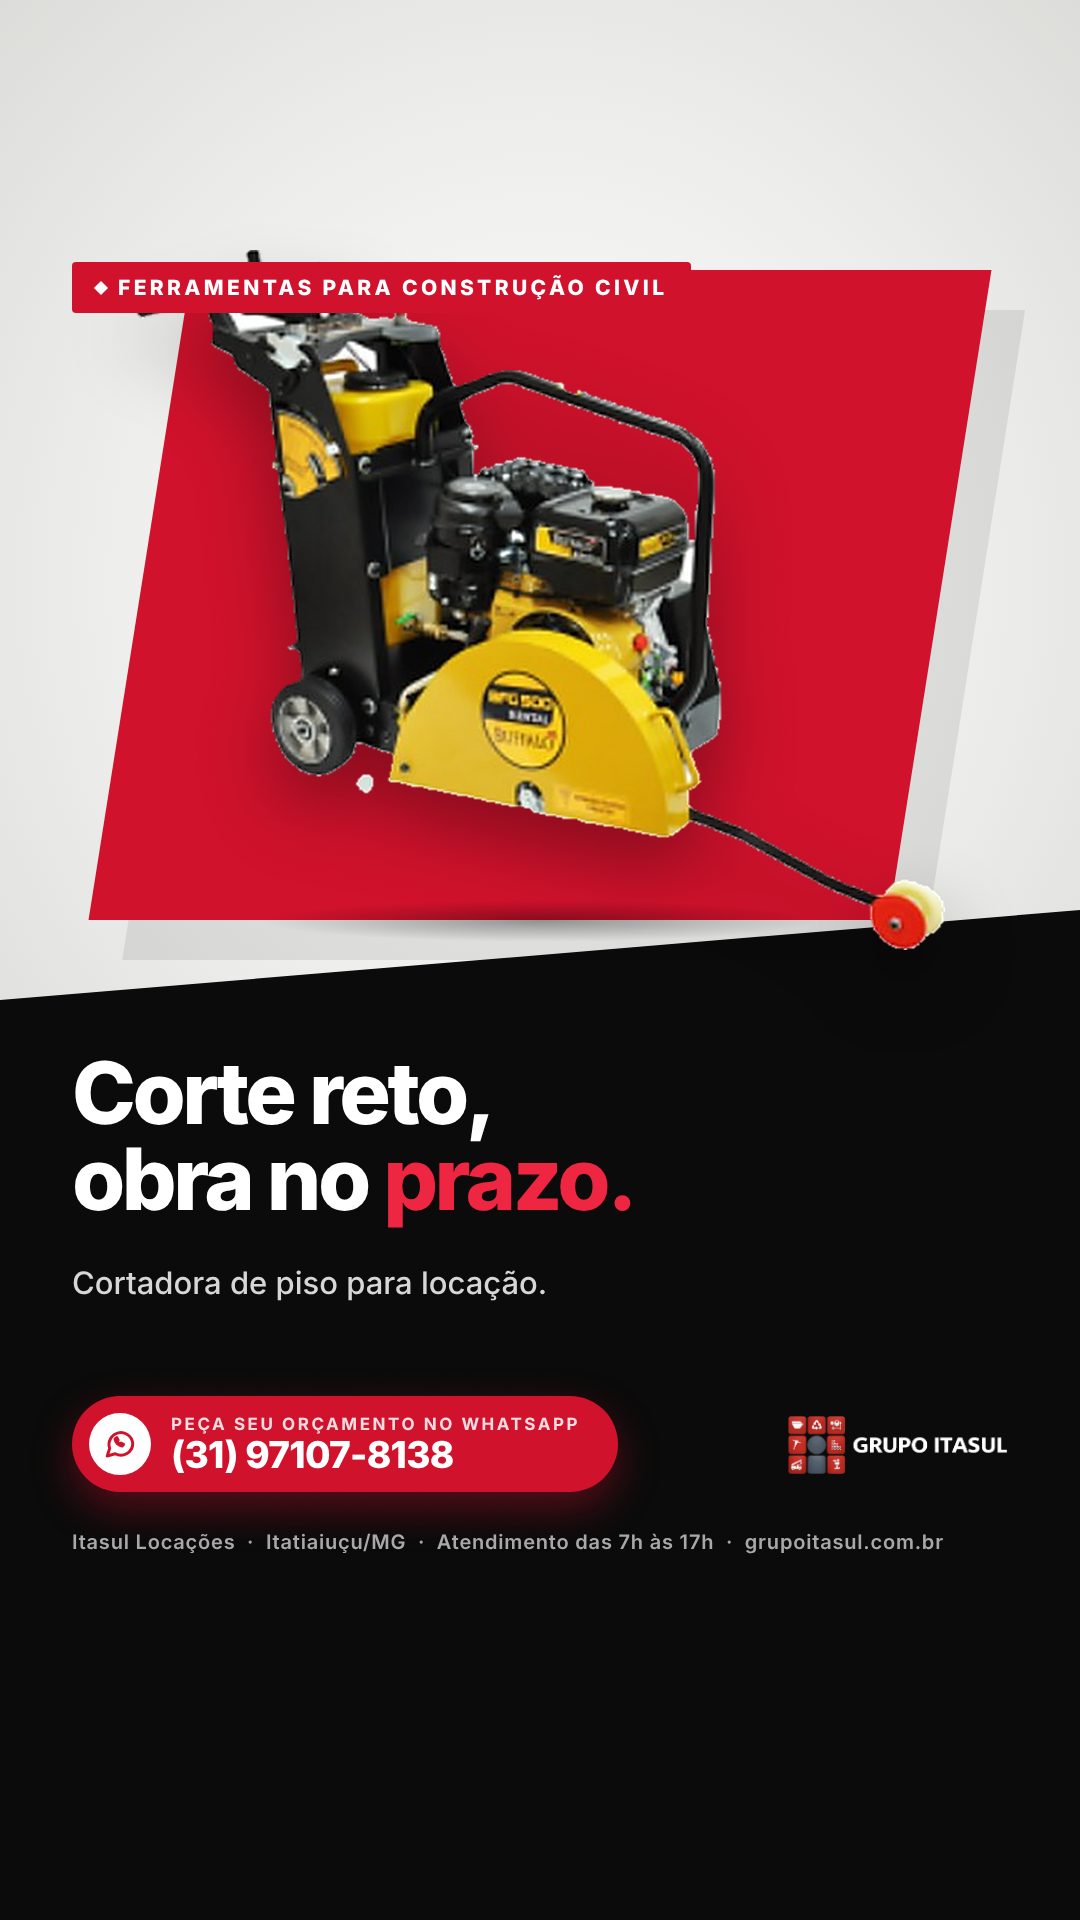 FERRAMENTAS PARA CONSTRUÇÃO CIVIL
BUFFALO
Corte reto,
obra no prazo.
Cortadora de piso para locação.
PEÇA SEU ORÇAMENTO NO WHATSAPP
(31) 97107-8138
GRUPO ITASUL
Itasul Locações · Itatiaiuçu/MG · Atendimento das 7h às 17h · grupoitasul.com.br